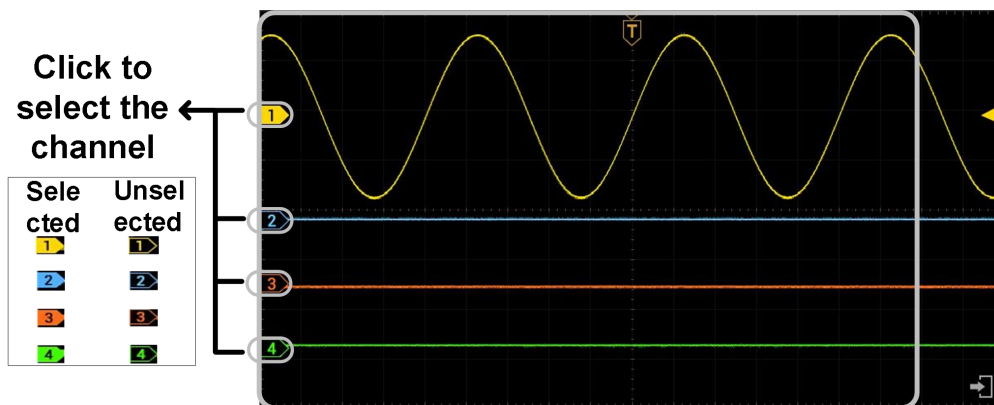 Click to
select the
channel
Sele Unsel
cted ected
1 1
2 2
3 3
4 4
T
1
2
3
4